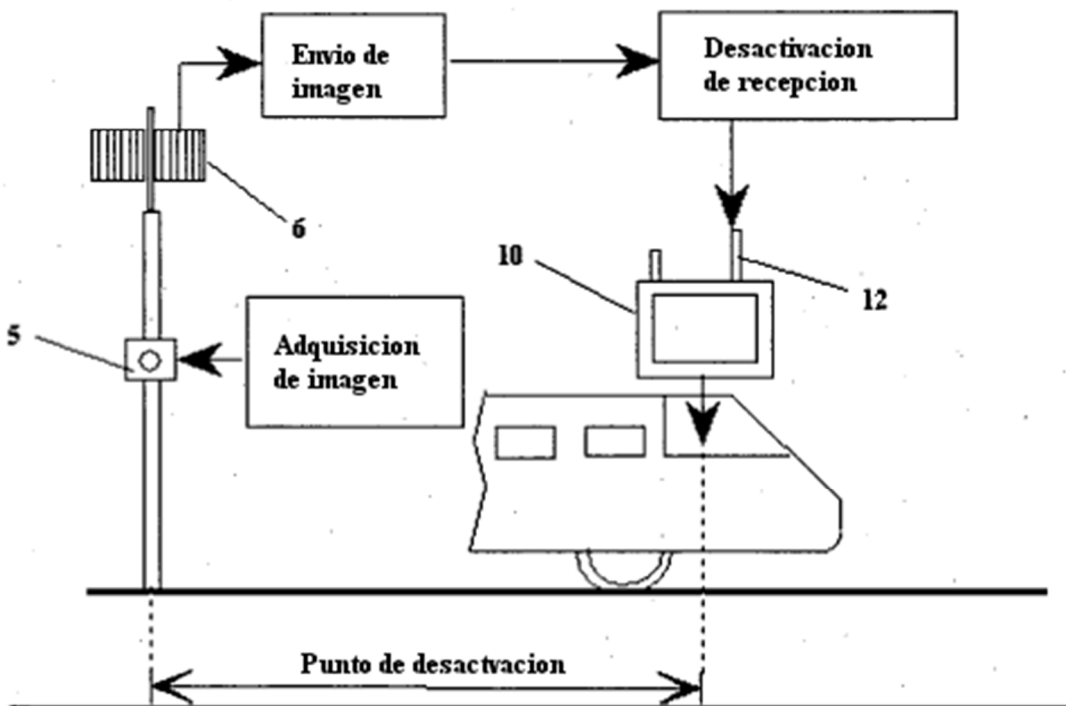 Envio de
imagen
Desactivacion
de recepcion
6
10
12
5
Adquisicion
de imagen
Punto de desactvacion